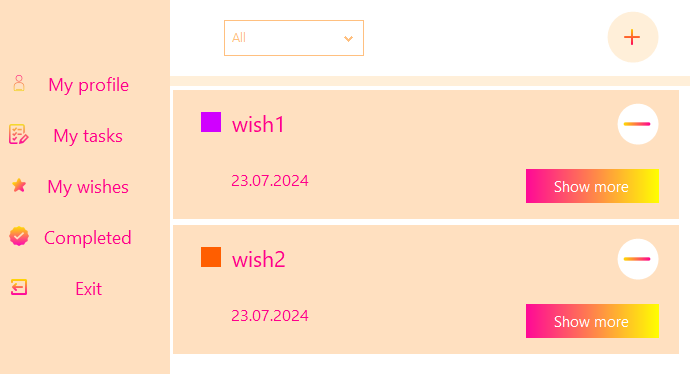 All
My profile
My tasks
My wishes
Completed
Exit
wish1
23.07.2024
Show more
wish2
23.07.2024
Show more